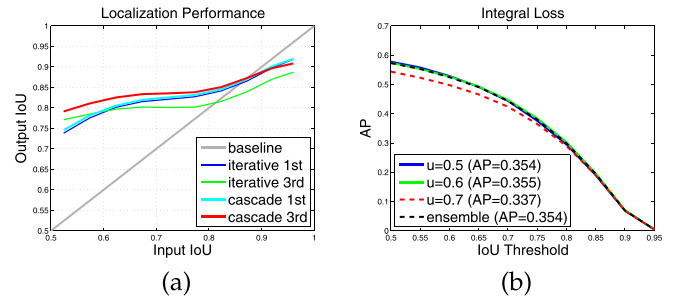 Localization Performance
1
0.95
0.9
0.85
0.8
0.75
0.7
0.65
0.6
0.55
0.5
Output IoU
baseline
iterative 1st
iterative 3rd
cascade 1st
cascade 3rd
0.5 0.6 0.7 0.8 0.9 1
Input IoU
(a)
Integral Loss
0.7
0.6
0.5
0.4
0.3
0.2
0.1
0
AP
u=0.5 (AP=0.354)
u=0.6 (AP=0.355)
u=0.7 (AP=0.337)
ensemble (AP=0.354)
0.5 0.55 0.6 0.65 0.7 0.75 0.8 0.85 0.9 0.95
IoU Threshold
(b)